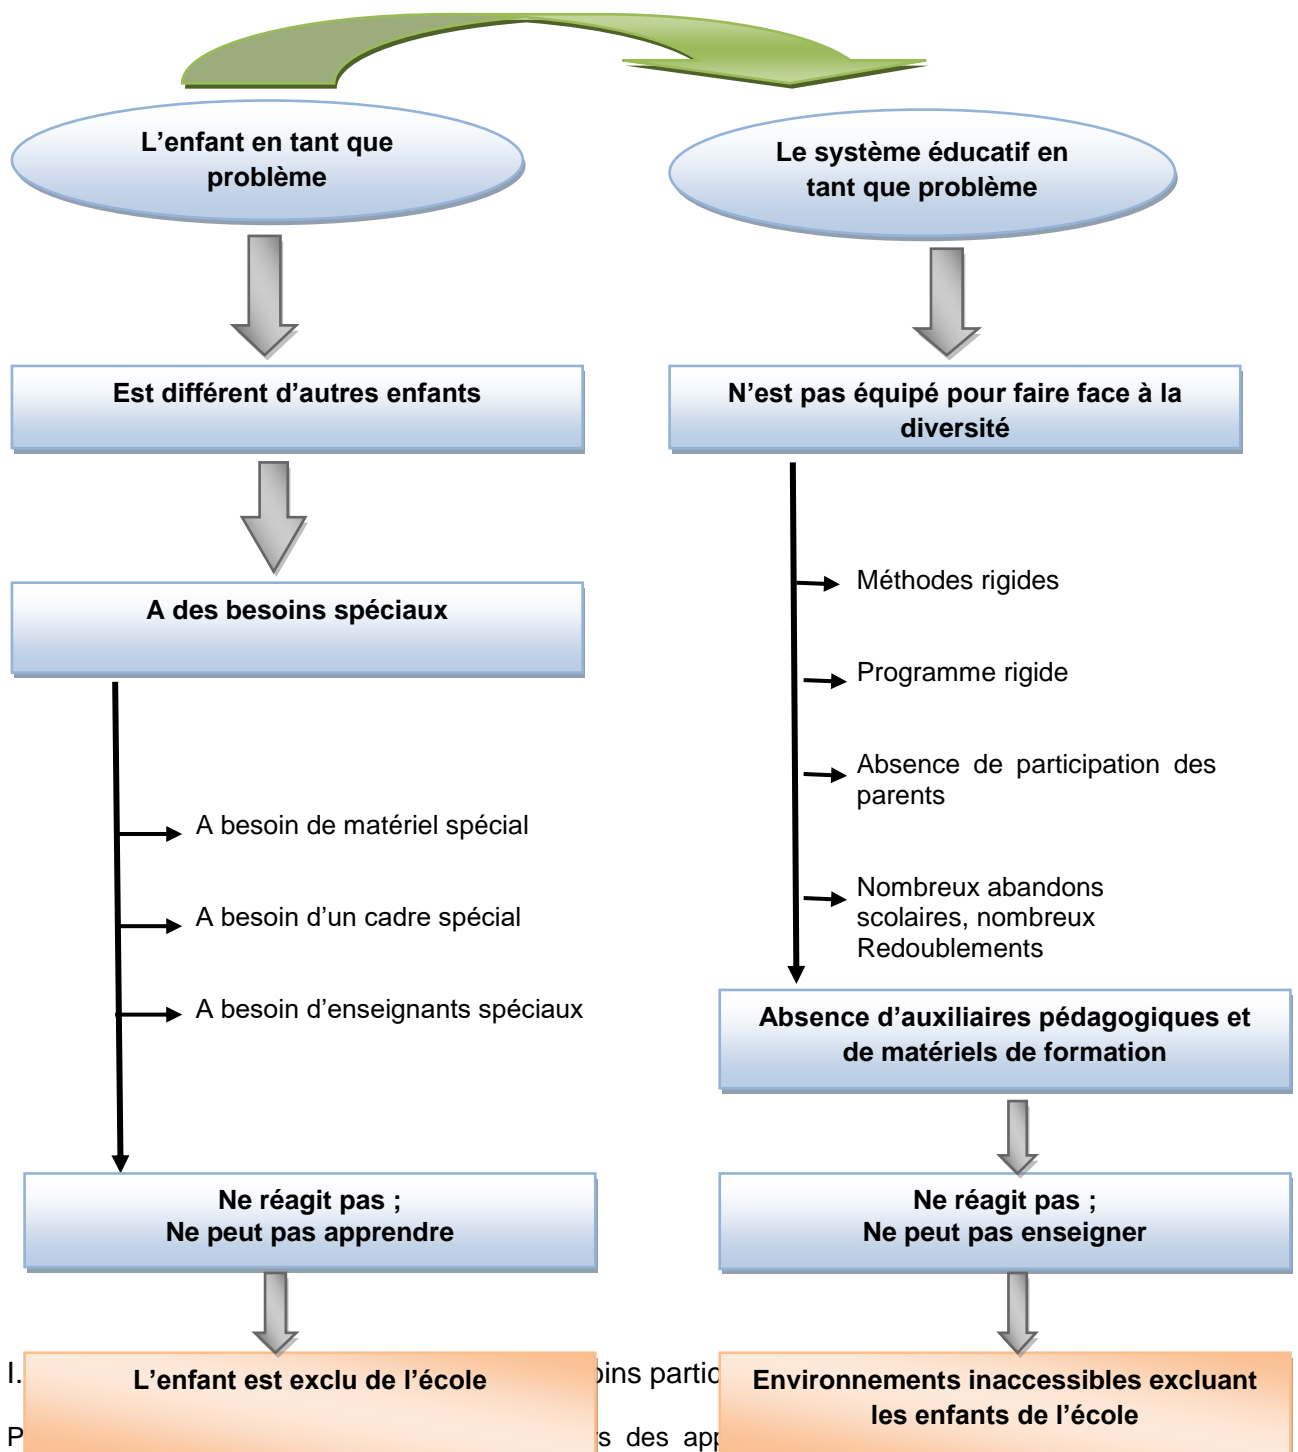 L’enfant en tant que
problème
Est différent d’autres enfants
A des besoins spéciaux
A besoin de matériel spécial
A besoin d’un cadre spécial
A besoin d’enseignants spéciaux
Ne réagit pas ;
Ne peut pas apprendre
L’enfant est exclu de l’école
Le système éducatif en
tant que problème
N’est pas équipé pour faire face à la
diversité
Méthodes rigides
Programme rigide
Absence de participation des
parents
Nombreux abandons
scolaires, nombreux
Redoublements
Absence d’auxiliaires pédagogiques et
de matériels de formation
Ne réagit pas ;
Ne peut pas enseigner
Environnements inaccessibles excluant
les enfants de l’école
I.
des